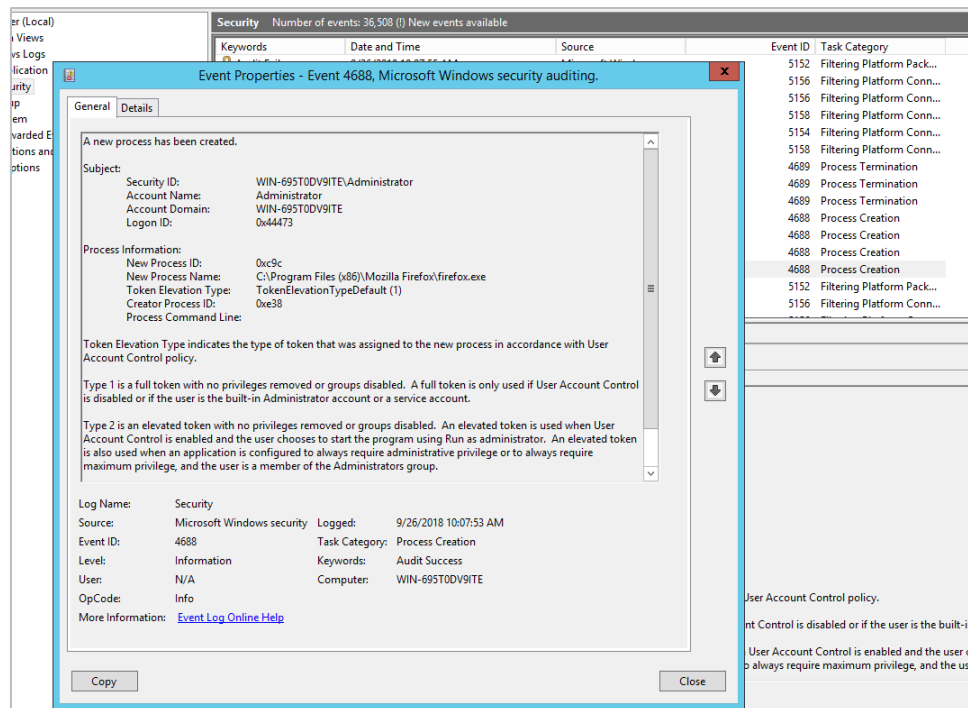 er (Local)
Views
vs Logs
lication
urity
up
em
warded E
tions and
ptions
Security Number of events: 36,508 (!) New events available
Keywords Date and Time Source Event ID Task Category
5152 Filtering Platform Pack...
5156 Filtering Platform Conn...
5156 Filtering Platform Conn...
5158 Filtering Platform Conn...
5154 Filtering Platform Conn...
5158 Filtering Platform Conn...
4689 Process Termination
4689 Process Termination
4689 Process Termination
4688 Process Creation
4688 Process Creation
4688 Process Creation
4688 Process Creation
5152 Filtering Platform Pack...
5156 Filtering Platform Conn...
Event Properties - Event 4688, Microsoft Windows security auditing.
x
General Details
A new process has been created.
Subject:
Security ID: WIN-695T0DV9ITE\Administrator
Account Name: Administrator
Account Domain: WIN-695T0DV9ITE
Logon ID: 0x44473
Process Information:
New Process ID: 0xc9c
New Process Name: C:\Program Files (x86)\Mozilla Firefox\firefox.exe
Token Elevation Type: TokenElevationTypeDefault (1)
Creator Process ID: 0xe38
Process Command Line:
Token Elevation Type indicates the type of token that was assigned to the new process in accordance with User
Account Control policy.
Type 1 is a full token with no privileges removed or groups disabled. A full token is only used if User Account Control
is disabled or if the user is the built-in Administrator account or a service account.
Type 2 is an elevated token with no privileges removed or groups disabled. An elevated token is used when User
Account Control is enabled and the user chooses to start the program using Run as administrator. An elevated token
is also used when an application is configured to always require administrative privilege or to always require
maximum privilege, and the user is a member of the Administrators group.
Log Name: Security
Source: Microsoft Windows security Logged: 9/26/2018 10:07:53 AM
Event ID: 4688 Task Category: Process Creation
Level: Information Keywords: Audit Success
User: N/A Computer: WIN-695T0DV9ITE
OpCode: Info
More Information: Event Log Online Help
Copy Close
User Account Control policy.
nt Control is disabled or if the user is the built-i
User Account Control is enabled and the user
o always require maximum privilege, and the us